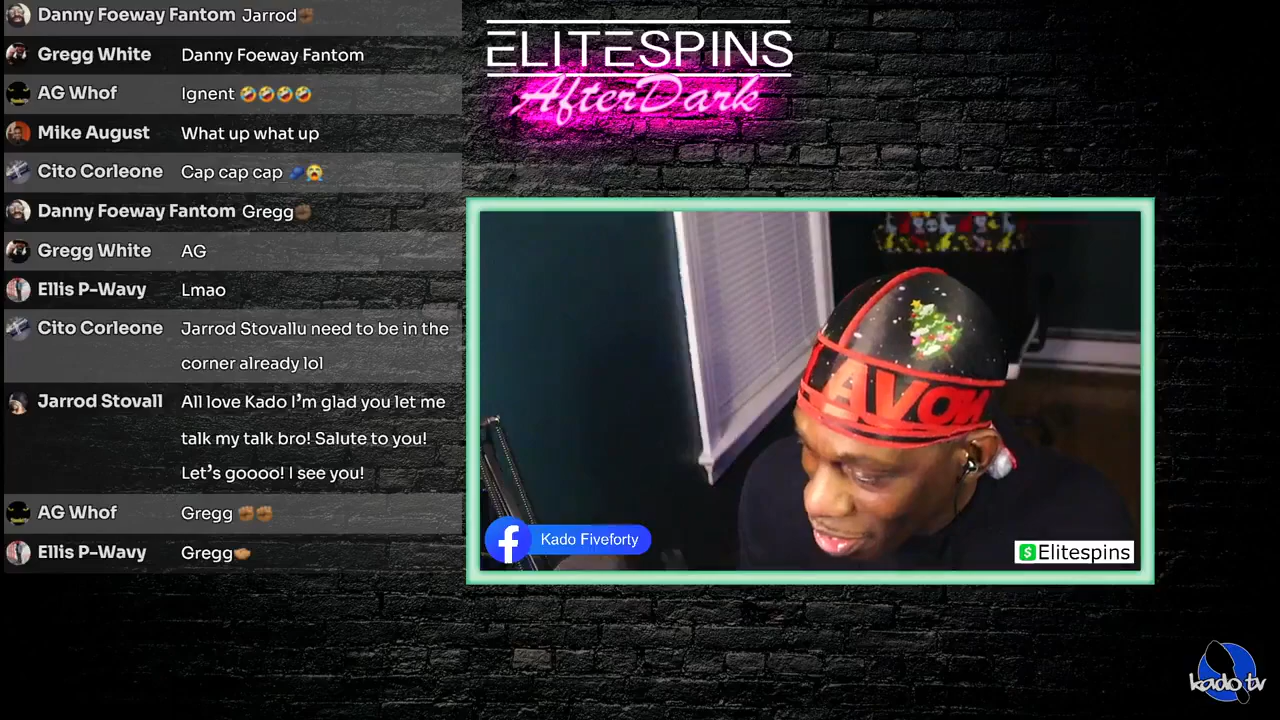 Danny Foeway Fantom Jarrod✊🏾
Gregg White Danny Foeway Fantom
AG Whof Ignent 🤣🤣🤣🤣
Mike August What up what up
Cito Corleone Cap cap cap 🧢😭
Danny Foeway Fantom Gregg✊🏾
Gregg White AG
Ellis P-Wavy Lmao
Cito Corleone Jarrod Stovallu need to be in the
corner already lol
Jarrod Stovall All love Kado I’m glad you let me
talk my talk bro! Salute to you!
Let’s goooo! I see you!
AG Whof Gregg ✊🏾✊🏾
Ellis P-Wavy Gregg
ELITESPINS
AfterDark
Kado Fiveforty
$ Elitespins
kado tv